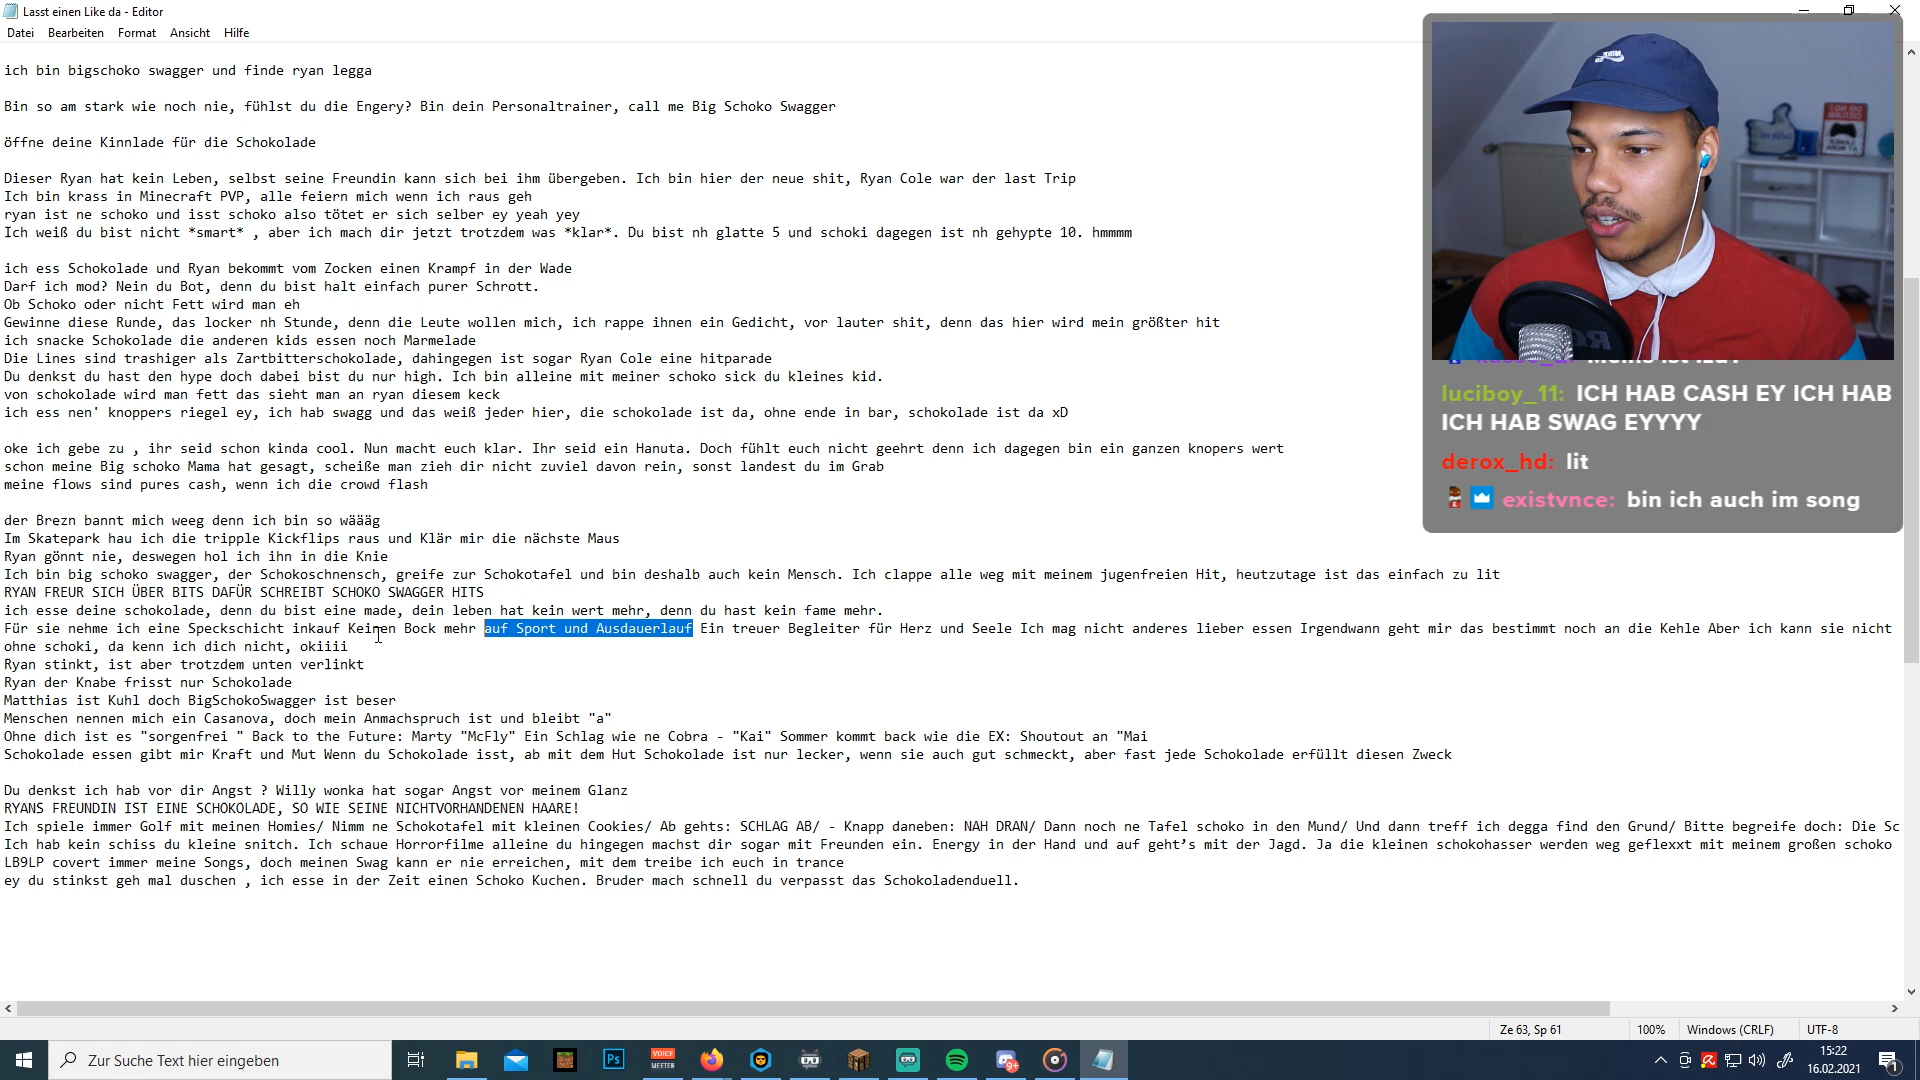 Lasst einen Like da - Editor
Datei Bearbeiten Format Ansicht Hilfe
ich bin bigschoko swagger und finde ryan legga
Bin so am stark wie noch nie, fühlst du die Engery? Bin dein Personaltrainer, call me Big Schoko Swagger
öffne deine Kinnlade für die Schokolade
Dieser Ryan hat kein Leben, selbst seine Freundin kann sich bei ihm übergeben. Ich bin hier der neue shit, Ryan Cole war der last Trip
Ich bin krass in Minecraft PVP, alle feiern mich wenn ich raus geh
ryan ist ne schoko und isst schoko also tötet er sich selber ey yeah yey
Ich weiß du bist nicht *smart* , aber ich mach dir jetzt trotzdem was *klar*. Du bist nh glatte 5 und schoki dagegen ist nh gehypte 10. hmmmm
ich ess Schokolade und Ryan bekommt vom Zocken einen Krampf in der Wade
Darf ich mod? Nein du Bot, denn du bist halt einfach purer Schrott.
Ob Schoko oder nicht Fett wird man eh
Gewinne diese Runde, das locker nh Stunde, denn die Leute wollen mich, ich rappe ihnen ein Gedicht, vor lauter shit, denn das hier wird mein größter hit
ich snacke Schokolade die anderen kids essen noch Marmelade
Die Lines sind trashiger als Zartbitterschokolade, dahingegen ist sogar Ryan Cole eine hitparade
Du denkst du hast den hype doch dabei bist du nur high. Ich bin alleine mit meiner schoko sick du kleines kid.
von schokolade wird man fett das sieht man an ryan diesem keck
ich ess nen' knoppers riegel ey, ich hab swagg und das weiß jeder hier, die schokolade ist da, ohne ende in bar, schokolade ist da xD
oke ich gebe zu , ihr seid schon kinda cool. Nun macht euch klar. Ihr seid ein Hanuta. Doch fühlt euch nicht geehrt denn ich dagegen bin ein ganzen knopers wert
schon meine Big schoko Mama hat gesagt, scheiße man zieh dir nicht zuviel davon rein, sonst landest du im Grab
meine flows sind pures cash, wenn ich die crowd flash
der Brezn bannt mich weeg denn ich bin so wäääg
Im Skatepark hau ich die tripple Kickflips raus und Klär mir die nächste Maus
Ryan gönnt nie, deswegen hol ich ihn in die Knie
Ich bin big schoko swagger, der Schokoschnensch, greife zur Schokotafel und bin deshalb auch kein Mensch. Ich clappe alle weg mit meinem jugenfreien Hit, heutzutage ist das einfach zu lit
RYAN FREUR SICH ÜBER BITS DAFÜR SCHREIBT SCHOKO SWAGGER HITS
ich esse deine schokolade, denn du bist eine made, dein leben hat kein wert mehr, denn du hast kein fame mehr.
Für sie nehme ich eine Speckschicht inkauf Keinen Bock mehr auf Sport und Ausdauerlauf Ein treuer Begleiter für Herz und Seele Ich mag nicht anderes lieber essen Irgendwann geht mir das bestimmt noch an die Kehle Aber ich kann sie nicht
ohne schoki, da kenn ich dich nicht, okiiii
Ryan stinkt, ist aber trotzdem unten verlinkt
Ryan der Knabe frisst nur Schokolade
Matthias ist Kuhl doch BigSchokoSwagger ist beser
Menschen nennen mich ein Casanova, doch mein Anmachspruch ist und bleibt "a"
Ohne dich ist es "sorgenfrei " Back to the Future: Marty "McFly" Ein Schlag wie ne Cobra - "Kai" Sommer kommt back wie die EX: Shoutout an "Mai
Schokolade essen gibt mir Kraft und Mut Wenn du Schokolade isst, ab mit dem Hut Schokolade ist nur lecker, wenn sie auch gut schmeckt, aber fast jede Schokolade erfüllt diesen Zweck
Du denkst ich hab vor dir Angst ? Willy wonka hat sogar Angst vor meinem Glanz
RYANS FREUNDIN IST EINE SCHOKOLADE, SO WIE SEINE NICHTVORHANDENEN HAARE!
Ich spiele immer Golf mit meinen Homies/ Nimm ne Schokotafel mit kleinen Cookies/ Ab gehts: SCHLAG AB/ - Knapp daneben: NAH DRAN/ Dann noch ne Tafel schoko in den Mund/ Und dann treff ich degga find den Grund/ Bitte begreife doch: Die Sc
Ich hab kein schiss du kleine snitch. Ich schaue Horrorfilme alleine du hingegen machst dir sogar mit Freunden ein. Energy in der Hand und auf geht's mit der Jagd. Ja die kleinen schokohasser werden weg geflexxt mit meinem großen schoko
LB9LP covert immer meine Songs, doch meinen Swag kann er nie erreichen, mit dem treibe ich euch in trance
ey du stinkst geh mal duschen , ich esse in der Zeit einen Schoko Kuchen. Bruder mach schnell du verpasst das Schokoladenduell.
luciboy_11: ICH HAB CASH EY ICH HAB
ICH HAB SWAG EYYYY
derox_hd: lit
existvnce: bin ich auch im song
Ze 63, Sp 61 100% Windows (CRLF) UTF-8
Zur Suche Text hier eingeben
Ps
VOICE
MEETER
9+
15:22
16.02.2021
1